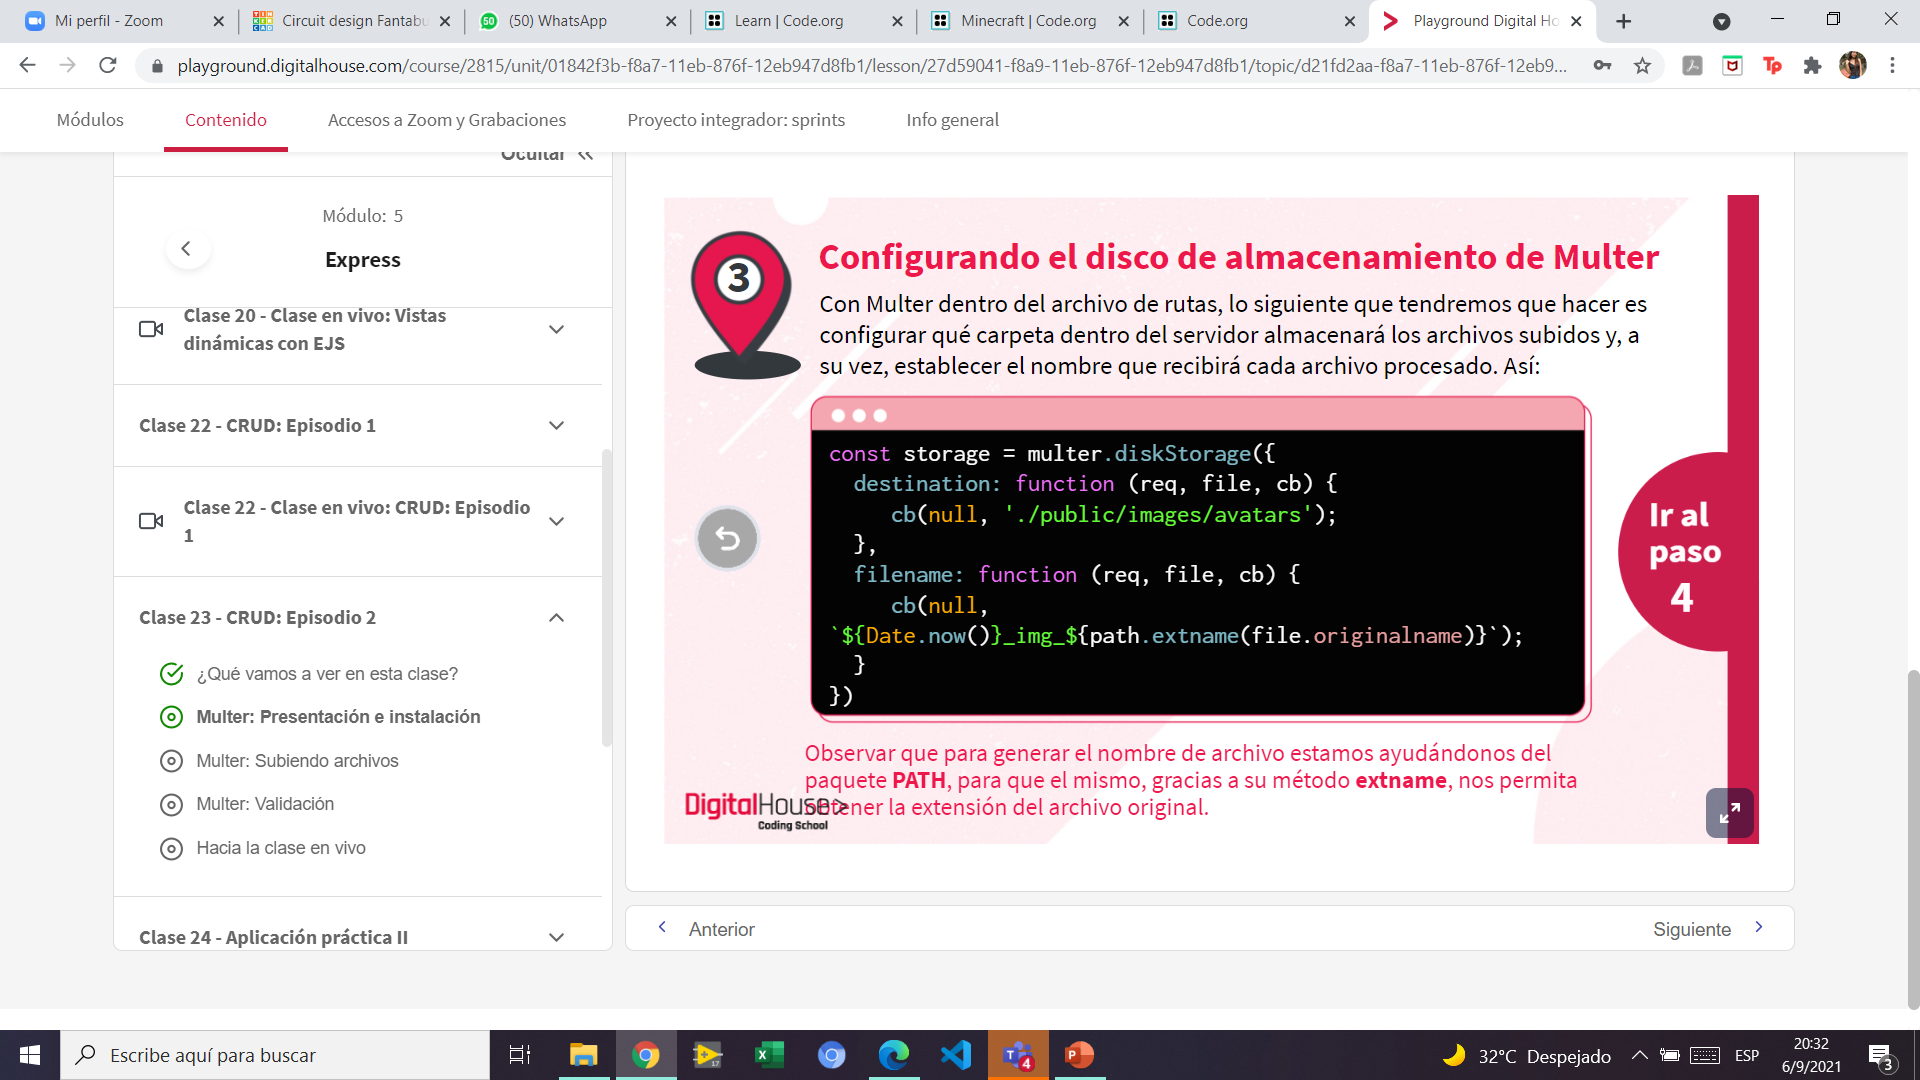 Mi perfil - Zoom
Circuit design Fantabu
(50) WhatsApp
Learn | Code.org
Minecraft | Code.org
Code.org
Playground Digital Ho
playground.digitalhouse.com/course/2815/unit/01842f3b-f8a7-11eb-876f-12eb947d8fb1/lesson/27d59041-f8a9-11eb-876f-12eb947d8fb1/topic/d21fd2aa-f8a7-11eb-876f-12eb9...
Módulos
Contenido
Accesos a Zoom y Grabaciones
Proyecto integrador: sprints
Info general
Ocultar
Módulo: 5
Express
Clase 20 - Clase en vivo: Vistas
dinámicas con EJS
Clase 22 - CRUD: Episodio 1
Clase 22 - Clase en vivo: CRUD: Episodio
1
Clase 23 - CRUD: Episodio 2
¿Qué vamos a ver en esta clase?
Multer: Presentación e instalación
Multer: Subiendo archivos
Multer: Validación
Hacia la clase en vivo
Clase 24 - Aplicación práctica II
3
Configurando el disco de almacenamiento de Multer
Con Multer dentro del archivo de rutas, lo siguiente que tendremos que hacer es
configurar qué carpeta dentro del servidor almacenará los archivos subidos y, a
su vez, establecer el nombre que recibirá cada archivo procesado. Así:
const storage = multer.diskStorage({
destination: function (req, file, cb) {
cb(null, './public/images/avatars');
},
filename: function (req, file, cb) {
cb(null,
`${Date.now()}_img_${path.extname(file.originalname)}`);
}
})
Ir al
paso
4
Observar que para generar el nombre de archivo estamos ayudándonos del
paquete PATH, para que el mismo, gracias a su método extname, nos permita
obtener la extensión del archivo original.
DigitalHouse>
Coding School
Anterior
Siguiente
Escribe aquí para buscar
32°C Despejado
ESP
20:32
6/9/2021
3